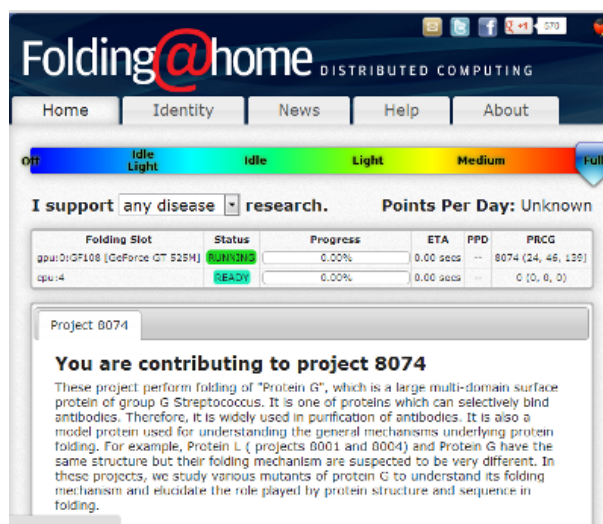 +1 570
Folding@home DISTRIBUTED COMPUTING
Home Identity News Help About
Off Idle Light Idle Light Medium Full
I support any disease research. Points Per Day: Unknown
Folding Slot Status Progress ETA PPD PRCG
gpu:0:GF108 [GeForce GT 525M] RUNNING 0.00% 0.00 secs -- 8074 (24, 46, 139)
cpu:4 READY 0.00% 0.00 secs -- 0 (0, 0, 0)
Project 8074
You are contributing to project 8074
These project perform folding of "Protein G", which is a large multi-domain surface
protein of group G Streptococcus. It is one of proteins which can selectively bind
antibodies. Therefore, it is widely used in purification of antibodies. It is also a
model protein used for understanding the general mechanisms underlying protein
folding. For example, Protein L ( projects 8001 and 8004) and Protein G have the
same structure but their folding mechanism are suspected to be very different. In
these projects, we study various mutants of protein G to understand its folding
mechanism and elucidate the role played by protein structure and sequence in
folding.